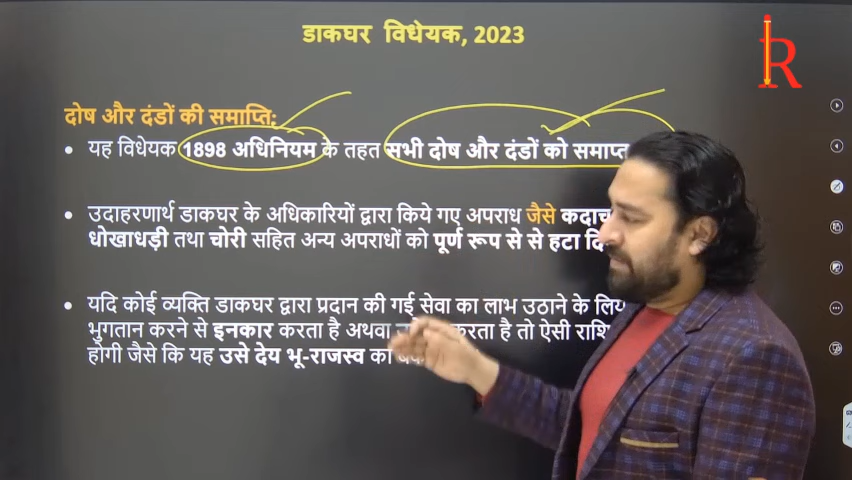 डाकघर विधेयक, 2023
R
दोष और दंडों की समाप्ति:
यह विधेयक 1898 अधिनियम के तहत सभी दोष और दंडों को समाप्त
उदाहरणार्थ डाकघर के अधिकारियों द्वारा किये गए अपराध जैसे
धोखाधड़ी तथा चोरी सहित अन्य अपराधों को पूर्ण रूप से से हटा
यदि कोई व्यक्ति डाकघर द्वारा प्रदान की गई सेवा का लाभ उठाने के
भुगतान करने से इनकार करता है अथवा करता है तो ऐसी
होगी जैसे कि यह उसे देय भू-राजस्व का